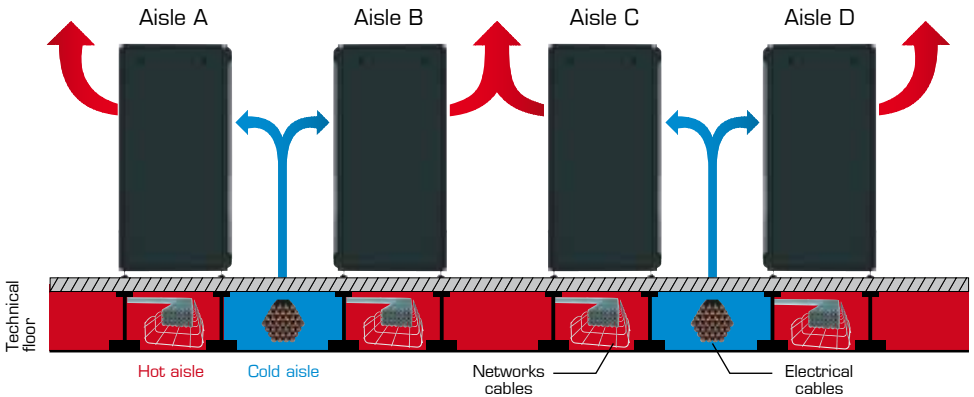 Aisle A
Aisle B
Aisle C
Aisle D
Technical
floor
Hot aisle
Cold aisle
Networks
cables
Electrical
cables